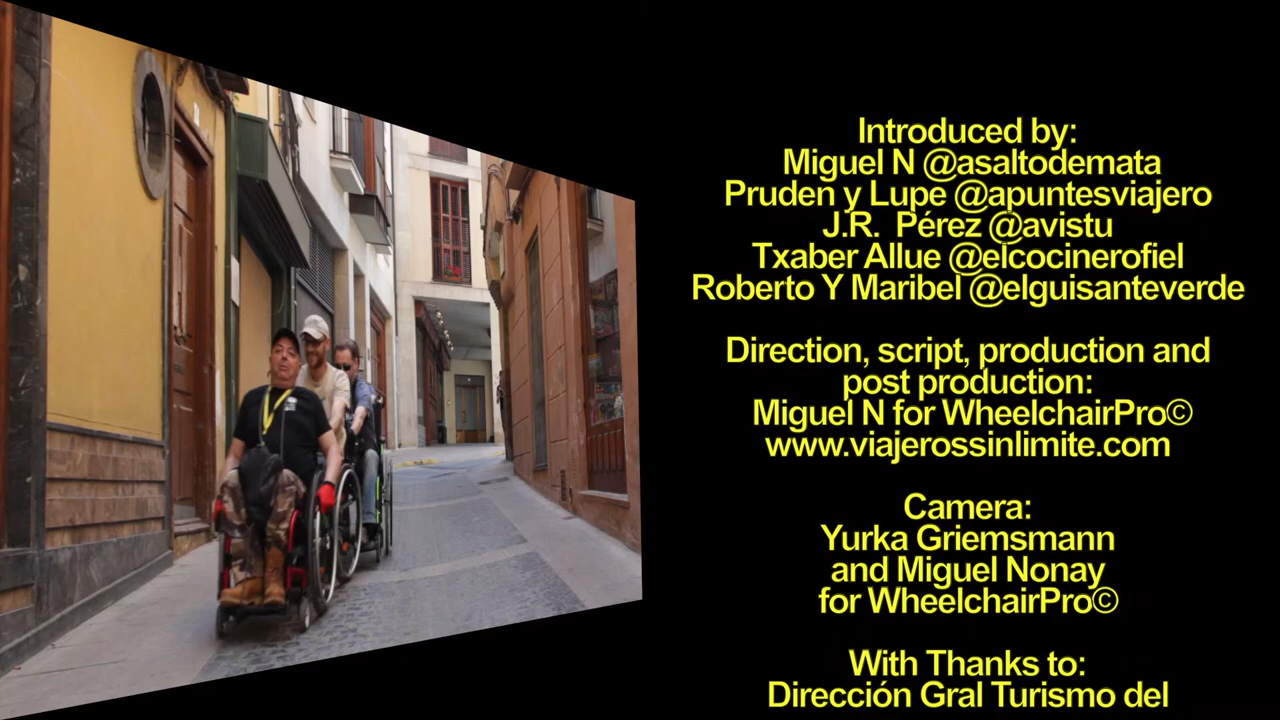 Introduced by:
Miguel N @asaltodemata
Pruden y Lupe @apuntesviajero
J.R. Pérez @avistu
Txaber Allue @elcocinerofiel
Roberto Y Maribel @elguisanteverde
Direction, script, production and
post production:
Miguel N for WheelchairPro©
www.viajerossinlimite.com
Camera:
Yurka Griemsmann
and Miguel Nonay
for WheelchairPro©
With Thanks to:
Dirección Gral Turismo del